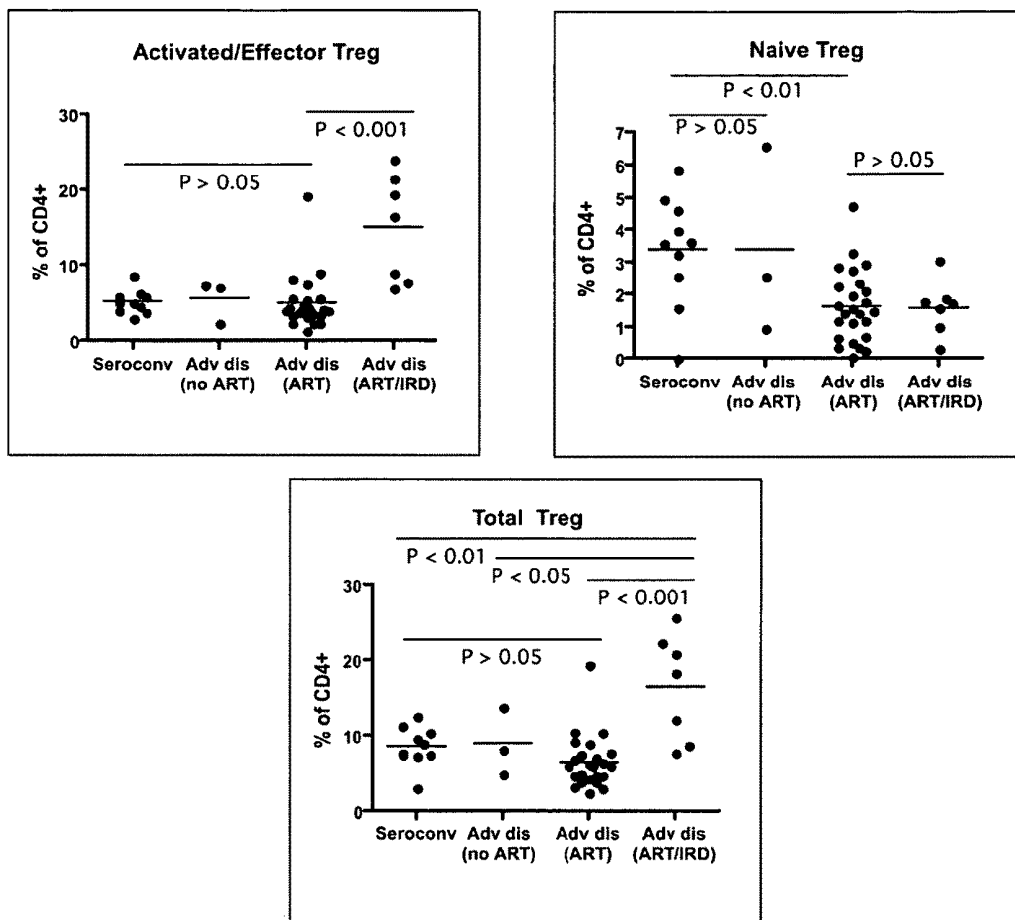 Activated/Effector Treg
P < 0.001
P > 0.05
% of CD4+
30
20
10
0
Seroconv
Adv dis
(no ART)
Adv dis
(ART)
Adv dis
(ART/IRD)
Naive Treg
P < 0.01
P > 0.05
P > 0.05
% of CD4+
7
6
5
4
3
2
1
0
Seroconv
Adv dis
(no ART)
Adv dis
(ART)
Adv dis
(ART/IRD)
Total Treg
P < 0.01
P < 0.05
P < 0.001
P > 0.05
% of CD4+
30
20
10
0
Seroconv
Adv dis
(no ART)
Adv dis
(ART)
Adv dis
(ART/IRD)